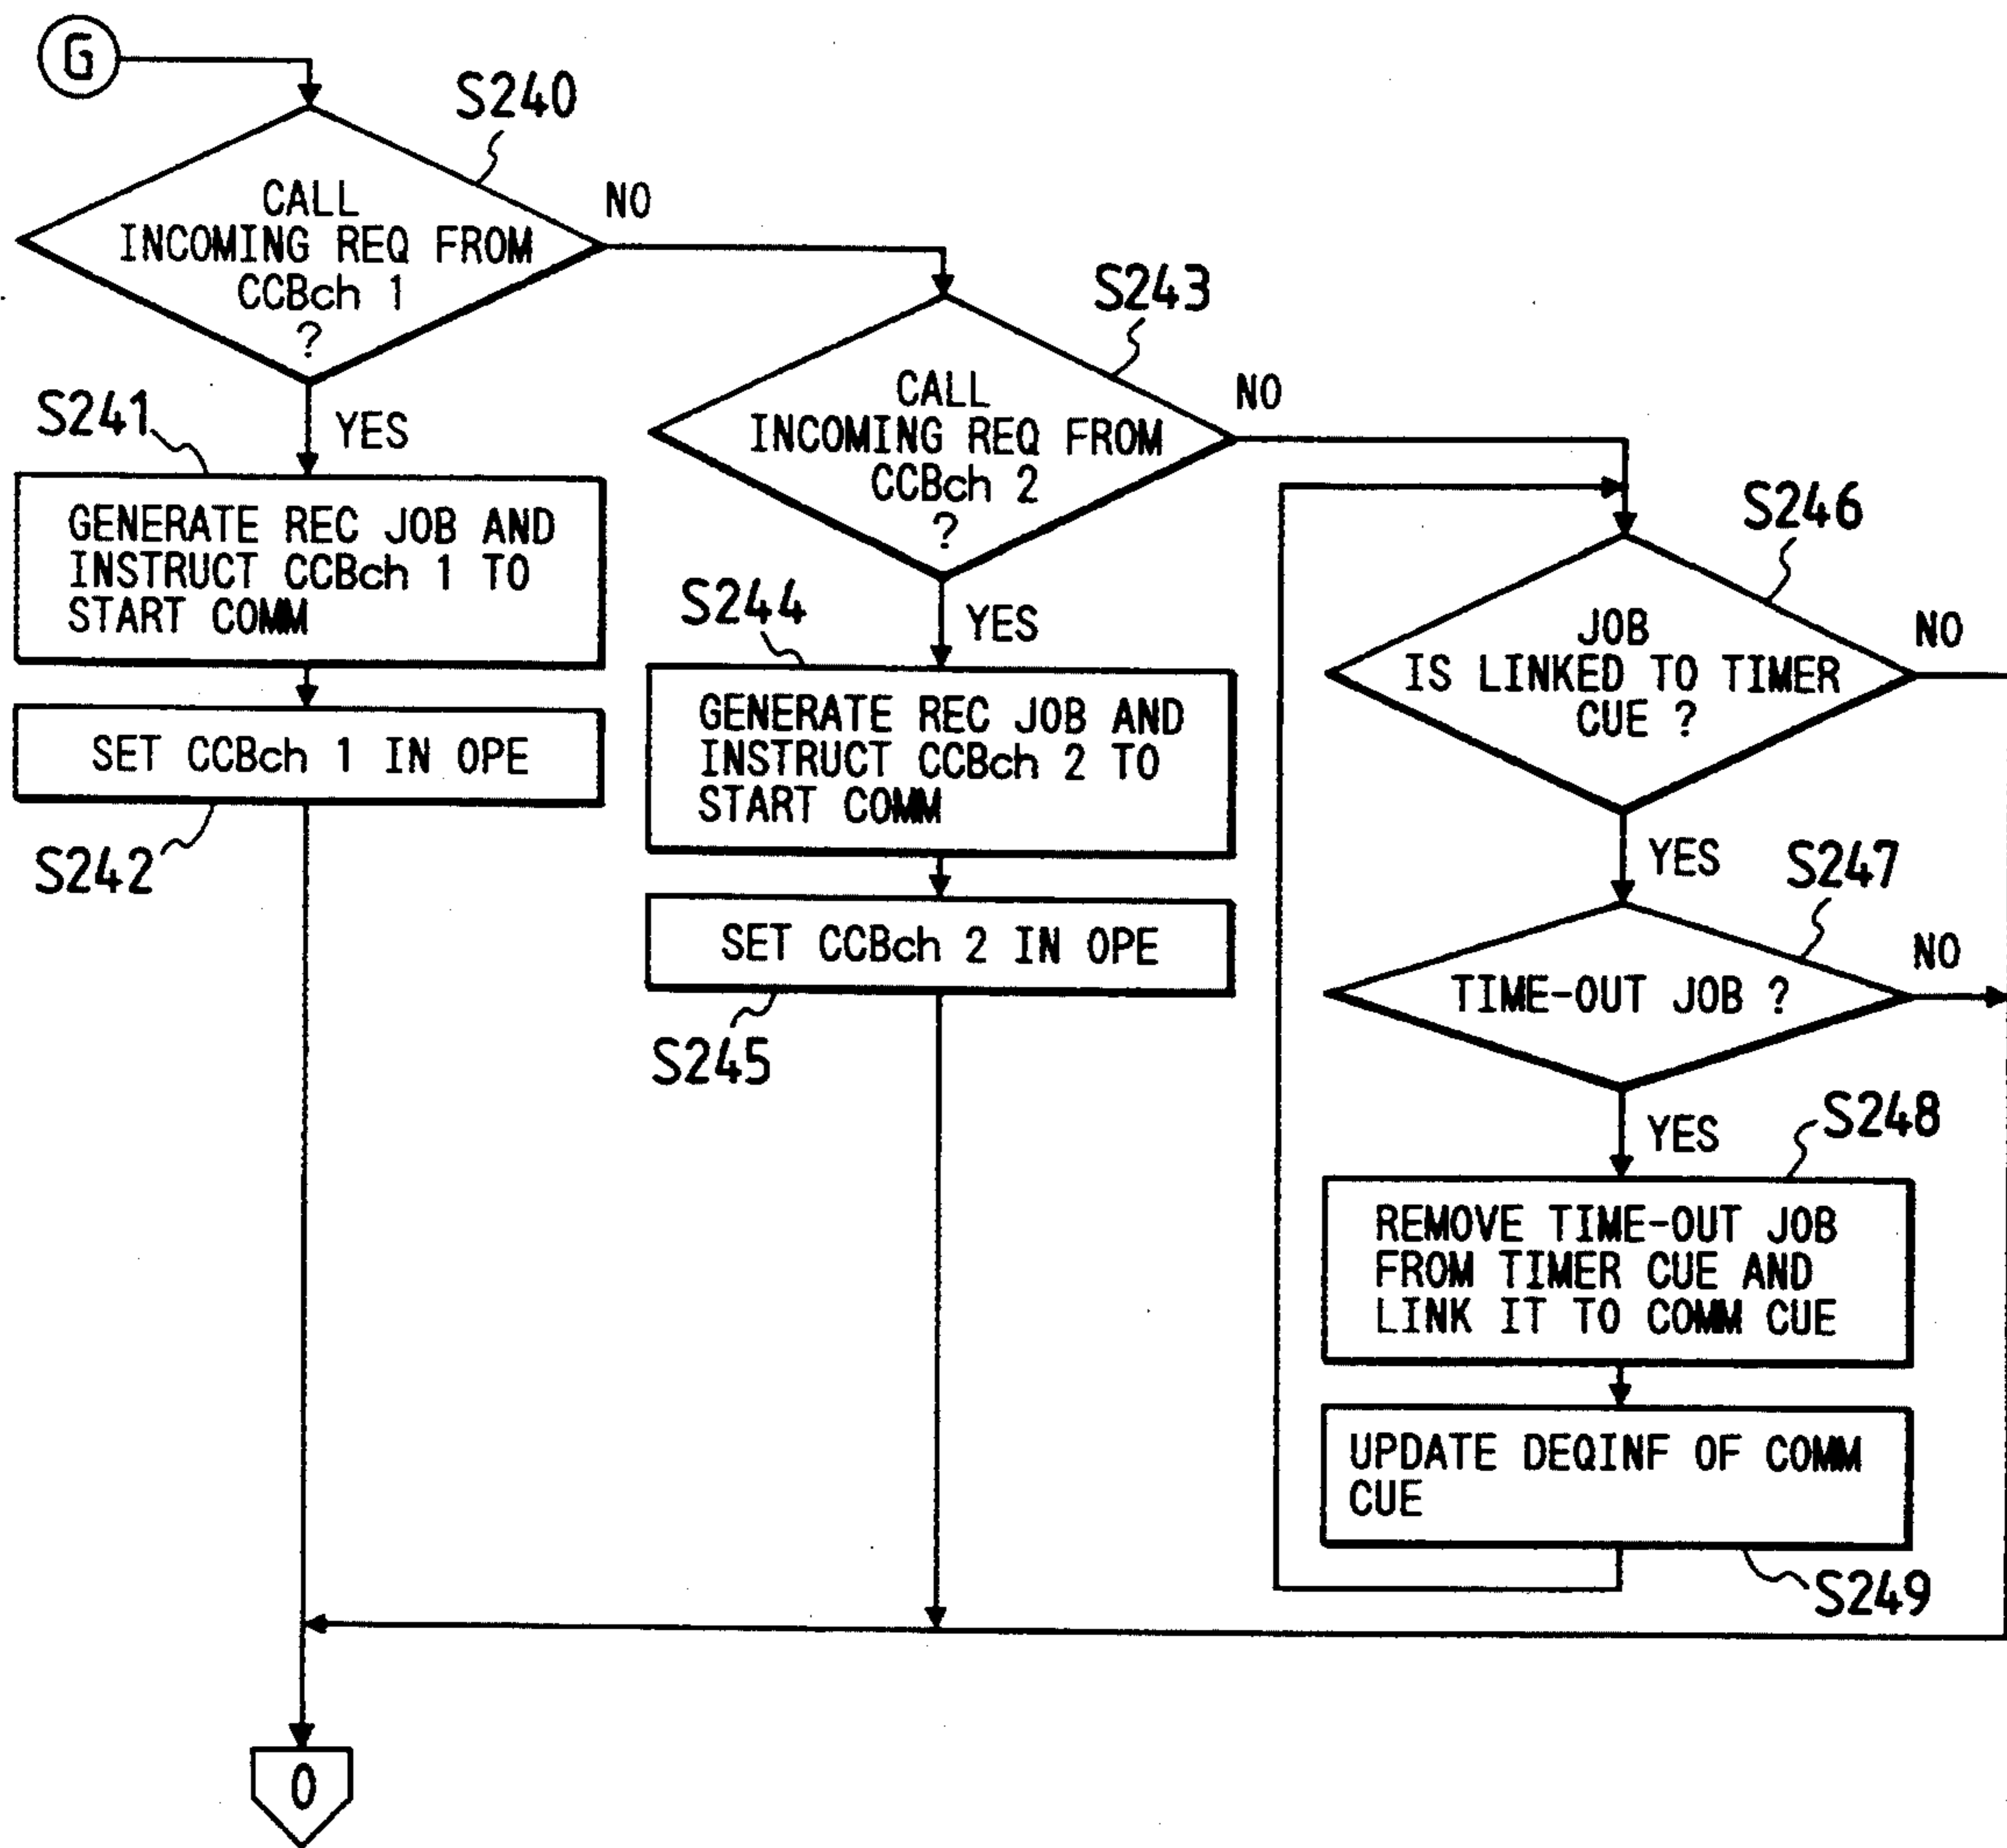 G
S240
CALL
INCOMING REQ FROM
CCBch 1
?
NO
YES
S241
GENERATE REC JOB AND
INSTRUCT CCBch 1 TO
START COMM
SET CCBch 1 IN OPE
S242
S243
CALL
INCOMING REQ FROM
CCBch 2
?
NO
YES
S244
GENERATE REC JOB AND
INSTRUCT CCBch 2 TO
START COMM
SET CCBch 2 IN OPE
S245
S246
JOB
IS LINKED TO TIMER
CUE ?
NO
YES
S247
TIME-OUT JOB ?
NO
YES
S248
REMOVE TIME-OUT JOB
FROM TIMER CUE AND
LINK IT TO COMM CUE
UPDATE DEQINF OF COMM
CUE
S249
0